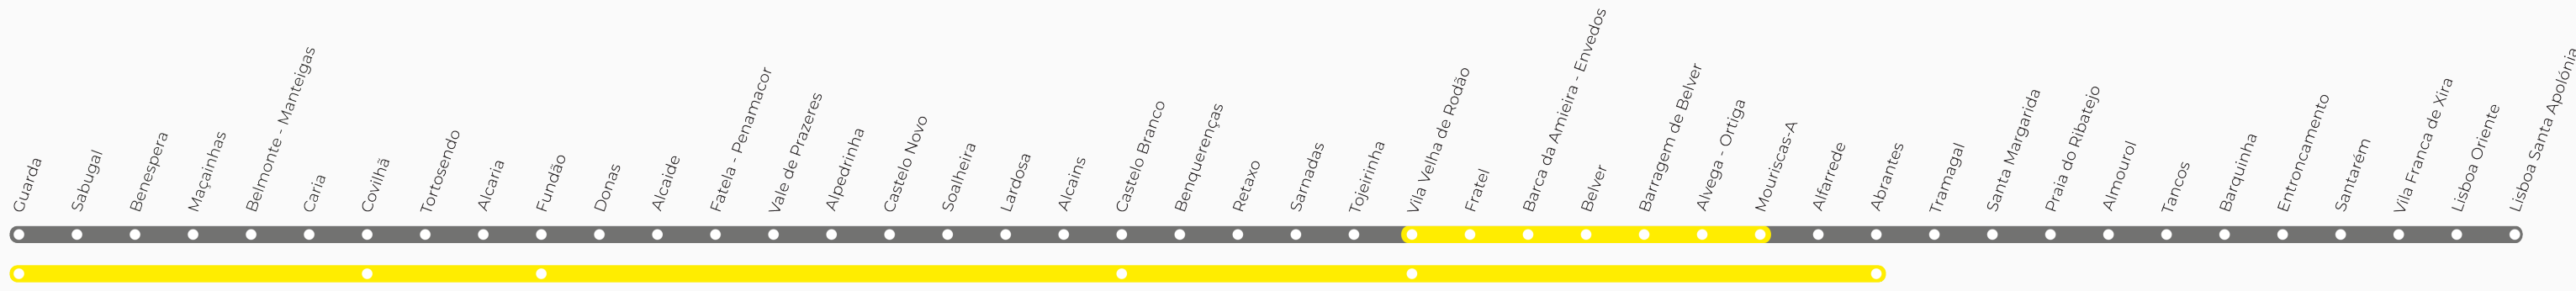 Guarda
Sabugal
Benespera
Maçainhas
Belmonte - Manteigas
Caria
Covilhã
Tortosendo
Alcaria
Fundão
Donas
Alcaide
Fatela - Penamacor
Vale de Prazeres
Alpedrinha
Castelo Novo
Soalheira
Lardosa
Alcains
Castelo Branco
Benquerenças
Retaxo
Sarnadas
Tojeirinha
Vila Velha de Rodão
Fratel
Barca da Amieira - Envedos
Belver
Barragem de Belver
Alvega - Ortiga
Mouriscas-A
Alfarrede
Abrantes
Tramagal
Santa Margarida
Praia do Ribatejo
Almourol
Tancos
Barquinha
Entroncamento
Santarém
Vila Franca de Xira
Lisboa Oriente
Lisboa Santa Apolónia